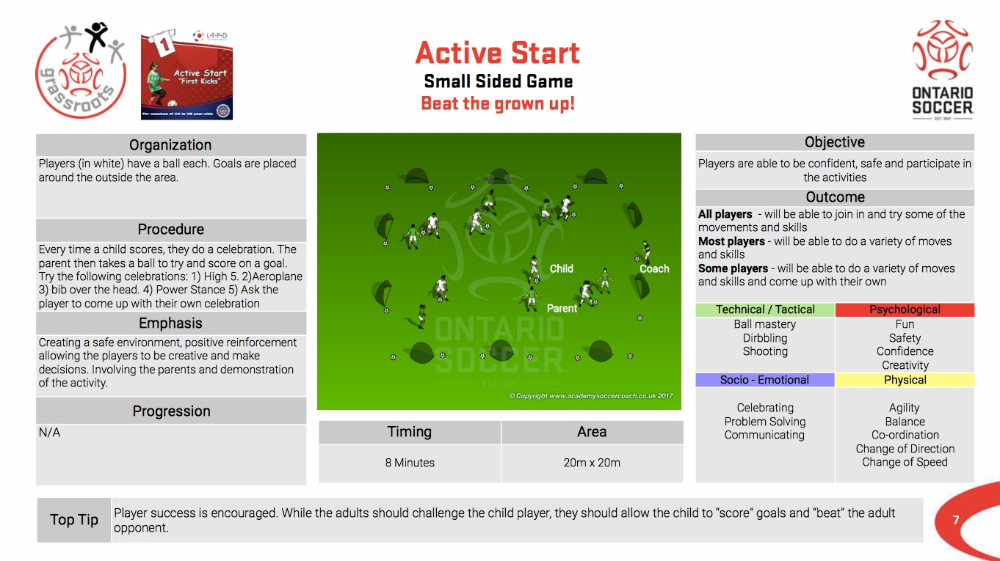 grassroots
1
L·T·P·D
Active Start
"First Kicks"
For coaches of U4 to U6 year-olds
Active Start
Small Sided Game
Beat the grown up!
ONTARIO
SOCCER
EST. 1901
Organization
Players (in white) have a ball each. Goals are placed
around the outside the area.
Procedure
Every time a child scores, they do a celebration. The
parent then takes a ball to try and score on a goal.
Try the following celebrations: 1) High 5. 2)Aeroplane
3) bib over the head. 4) Power Stance 5) Ask the
player to come up with their own celebration
Emphasis
Creating a safe environment, positive reinforcement
allowing the players to be creative and make
decisions. Involving the parents and demonstration
of the activity.
Progression
N/A
Child
Coach
Parent
ONTARIO
SOCCER
EST. 1901
© Copyright www.academysoccercoach.co.uk 2017
Timing
Area
8 Minutes
20m x 20m
Objective
Players are able to be confident, safe and participate in
the activities
Outcome
All players - will be able to join in and try some of the
movements and skills
Most players - will be able to do a variety of moves
and skills
Some players - will be able to do a variety of moves
and skills and come up with their own
Technical / Tactical
Ball mastery
Dirbbling
Shooting
Psychological
Fun
Safety
Confidence
Creativity
Socio - Emotional
Celebrating
Problem Solving
Communicating
Physical
Agility
Balance
Co-ordination
Change of Direction
Change of Speed
Top Tip
Player success is encouraged. While the adults should challenge the child player, they should allow the child to "score" goals and "beat" the adult
opponent.
7